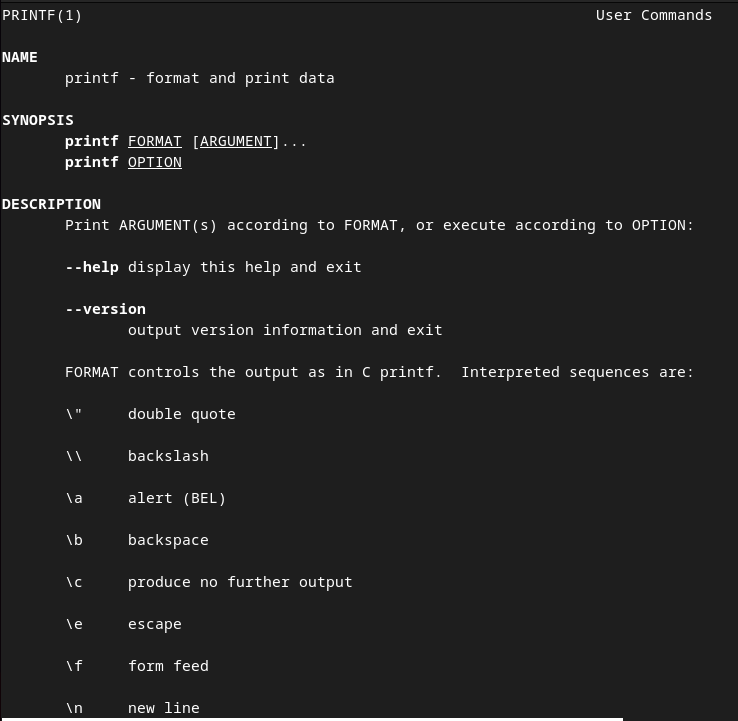 PRINTF(1) User Commands
NAME
printf - format and print data
SYNOPSIS
printf FORMAT [ARGUMENT]...
printf OPTION
DESCRIPTION
Print ARGUMENT(s) according to FORMAT, or execute according to OPTION:
--help display this help and exit
--version
output version information and exit
FORMAT controls the output as in C printf.  Interpreted sequences are:
\" double quote
\\ backslash
\a alert (BEL)
\b backspace
\c produce no further output
\e escape
\f form feed
\n new line